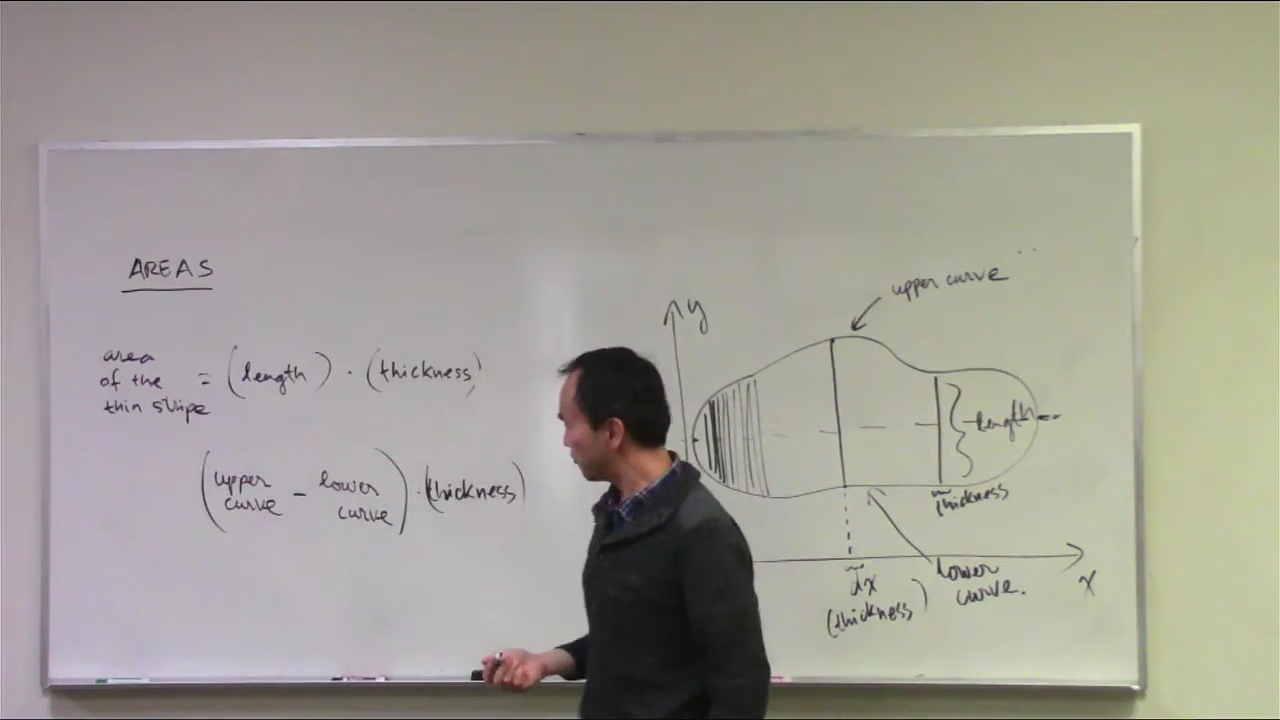 AREAS
area
of the = (length) · (thickness)
thin stripe
(upper curve - lower curve) · (thickness)
y
upper curve
length
thickness
lower
curve.
dx
(thickness)
x